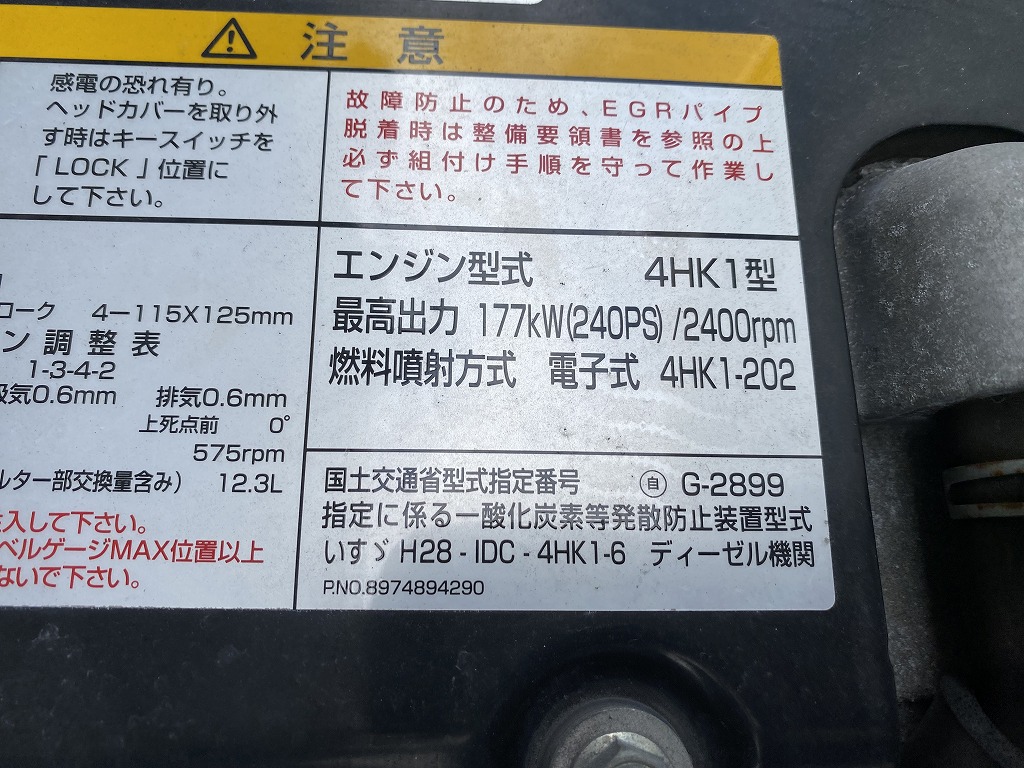 注意
感電の恐れ有り。
ヘッドカバーを取り外
す時はキースイッチを
「LOCK」位置に
して下さい。
故障防止のため、EGRパイプ
脱着時は整備要領書を参照の上
必ず組付け手順を守って作業し
て下さい。
ローク 4-115X125mm
ン調整表
1-3-4-2
吸気0.6mm 排気0.6mm
上死点前 0°
575rpm
ルター部交換量含み) 12.3L
入して下さい。
ベルゲージMAX位置以上
ないで下さい。
エンジン型式 4HK1型
最高出力 177kW(240PS)/2400rpm
燃料噴射方式 電子式 4HK1-202
国土交通省型式指定番号 自 G-2899
指定に係る一酸化炭素等発散防止装置型式
いすゞ H28-IDC-4HK1-6 ディーゼル機関
P.NO.8974894290